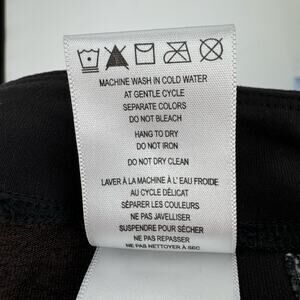 MACHINE WASH IN COLD WATER
AT GENTLE CYCLE
SEPARATE COLORS
DO NOT BLEACH
HANG TO DRY
DO NOT IRON
DO NOT DRY CLEAN
LAVER À LA MACHINE À L' EAU FROIDE
AU CYCLE DÉLICAT
SÉPARER LES COULEURS
NE PAS JAVELLISER
SUSPENDRE POUR SÉCHER
NE PAS REPASSER
NE PAS NETTOYER À SEC